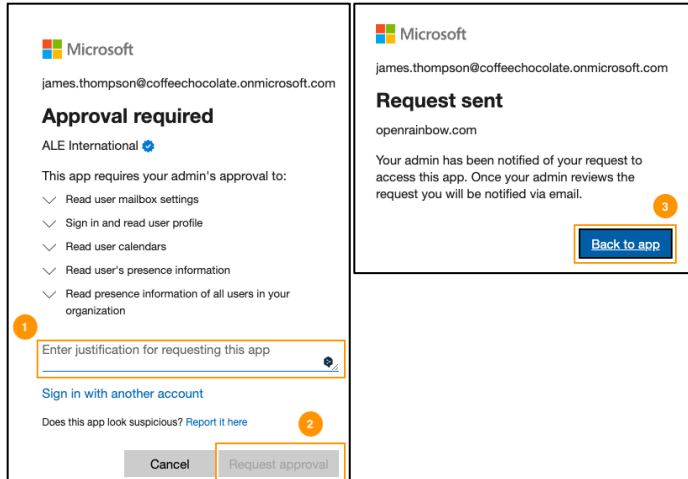 Microsoft
james.thompson@coffeechocolate.onmicrosoft.com
Approval required
ALE International
This app requires your admin's approval to:
Read user mailbox settings
Sign in and read user profile
Read user calendars
Read user's presence information
Read presence information of all users in your
organization
1
Enter justification for requesting this app
Sign in with another account
Does this app look suspicious? Report it here
2
Cancel
Request approval
Microsoft
james.thompson@coffeechocolate.onmicrosoft.com
Request sent
openrainbow.com
Your admin has been notified of your request to
access this app. Once your admin reviews the
request you will be notified via email.
3
Back to app